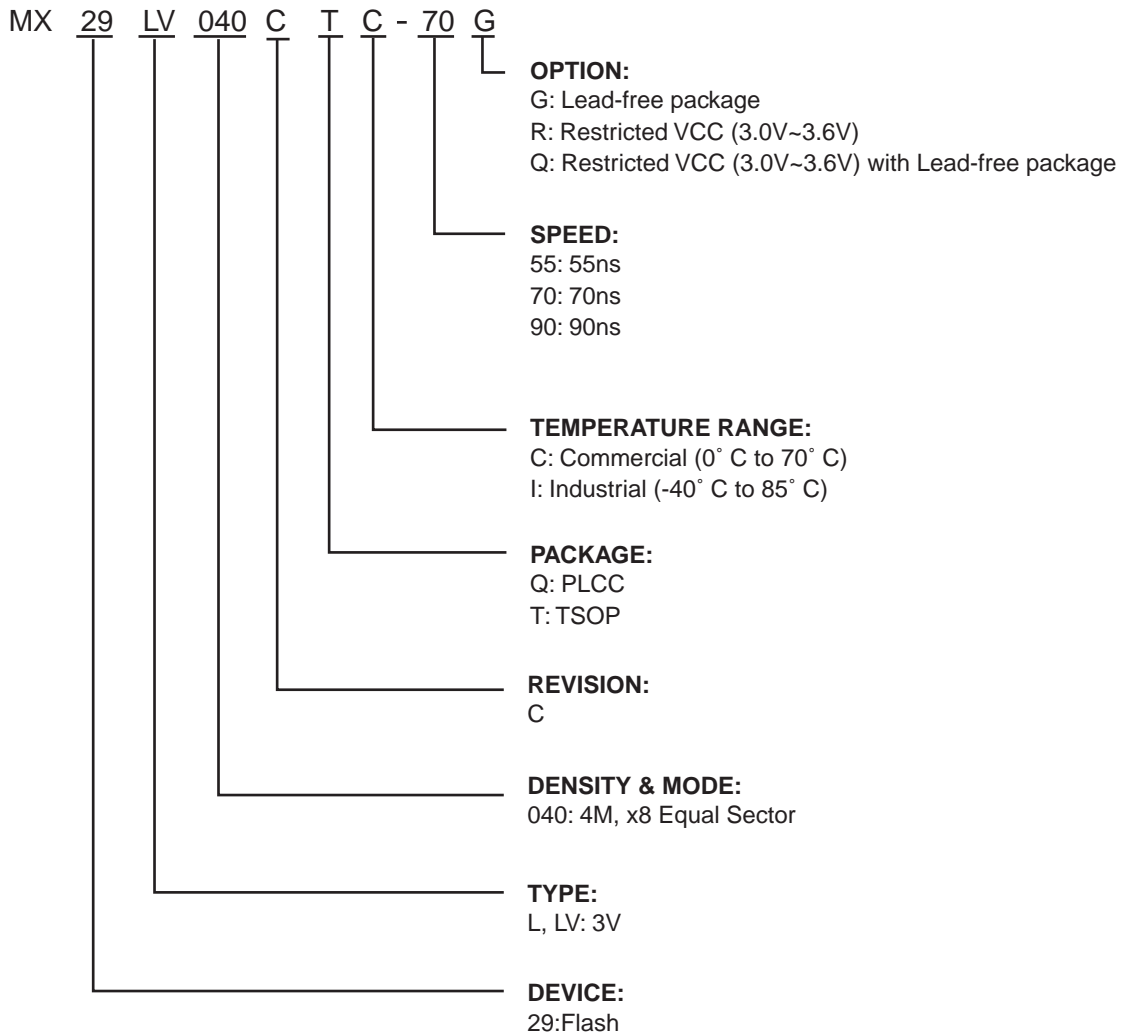 MX 29 LV 040 C T C - 70 G
OPTION:
G: Lead-free package
R: Restricted VCC (3.0V~3.6V)
Q: Restricted VCC (3.0V~3.6V) with Lead-free package
SPEED:
55: 55ns
70: 70ns
90: 90ns
TEMPERATURE RANGE:
C: Commercial (0˚ C to 70˚ C)
I: Industrial (-40˚ C to 85˚ C)
PACKAGE:
Q: PLCC
T: TSOP
REVISION:
C
DENSITY & MODE:
040: 4M, x8 Equal Sector
TYPE:
L, LV: 3V
DEVICE:
29:Flash